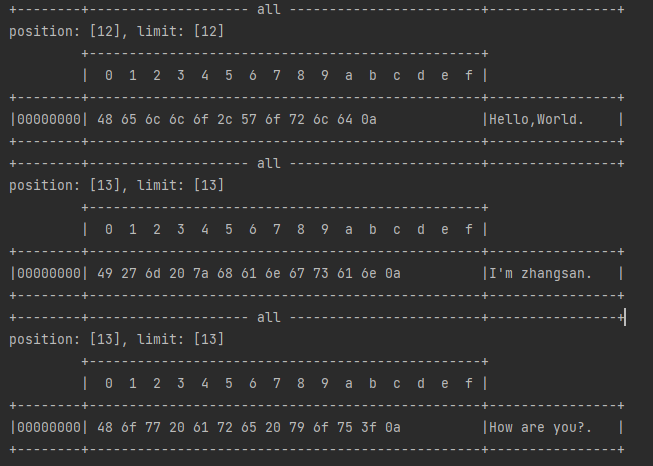 +--------+-------------------- all ------------------------+----------------+
position: [12], limit: [12]
         +-------------------------------------------------+
         |  0  1  2  3  4  5  6  7  8  9  a  b  c  d  e  f |
+--------+-------------------------------------------------+----------------+
|00000000| 48 65 6c 6c 6f 2c 57 6f 72 6c 64 0a             |Hello,World.    |
+--------+-------------------------------------------------+----------------+
+--------+-------------------- all ------------------------+----------------+
position: [13], limit: [13]
         +-------------------------------------------------+
         |  0  1  2  3  4  5  6  7  8  9  a  b  c  d  e  f |
+--------+-------------------------------------------------+----------------+
|00000000| 49 27 6d 20 7a 68 61 6e 67 73 61 6e 0a          |I'm zhangsan.   |
+--------+-------------------------------------------------+----------------+
+--------+-------------------- all ------------------------+----------------+
position: [13], limit: [13]
         +-------------------------------------------------+
         |  0  1  2  3  4  5  6  7  8  9  a  b  c  d  e  f |
+--------+-------------------------------------------------+----------------+
|00000000| 48 6f 77 20 61 72 65 20 79 6f 75 3f 0a          |How are you?.   |
+--------+-------------------------------------------------+----------------+